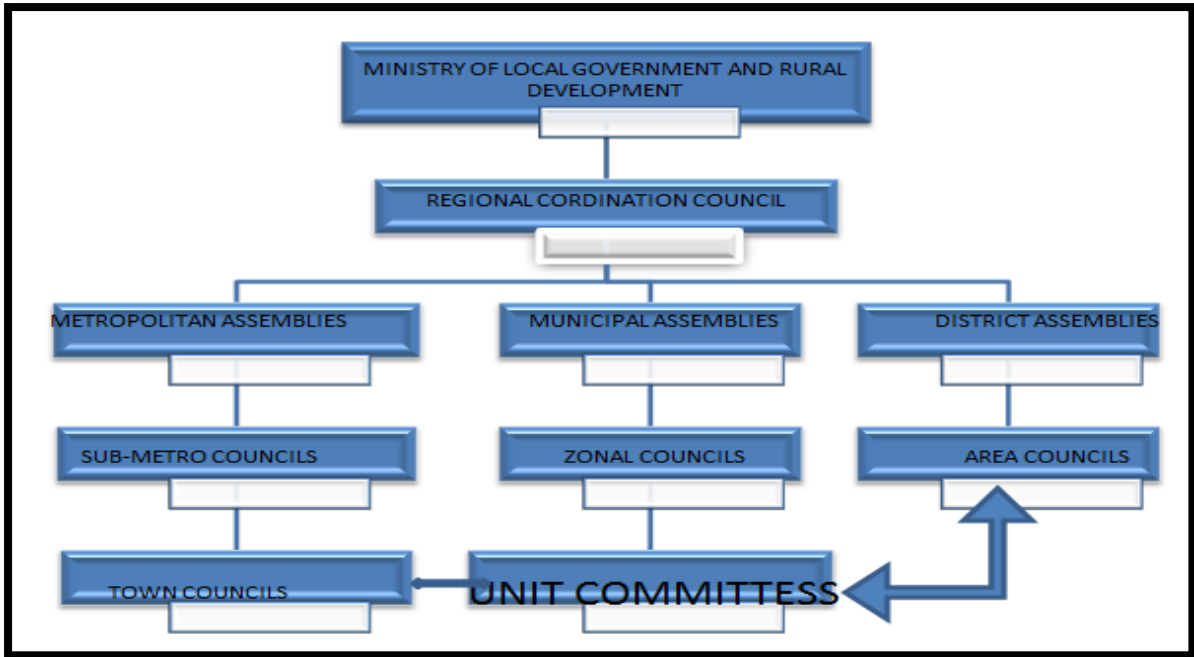 MINISTRY OF LOCAL GOVERNMENT AND RURAL
DEVELOPMENT
REGIONAL CORDINATION COUNCIL
METROPOLITAN ASSEMBLIES
MUNICIPAL ASSEMBLIES
DISTRICT ASSEMBLIES
SUB-METRO COUNCILS
ZONAL COUNCILS
AREA COUNCILS
TOWN COUNCILS
UNIT COMMITTESS